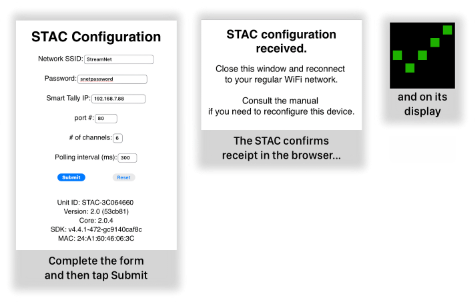 STAC Configuration
Network SSID: StreamNet
Password: snetpassword
Smart Tally IP: 192.168.7.88
port #: 80
# of channels: 6
Polling interval (ms): 360
Submit Reset
Unit ID: STAC-3C064660
Version: 2.0 (53cb81)
Core: 2.0.4
SDK: v4.4.1-472-gc9140caf8c
MAC: 24:A1:60:46:06:3C
Complete the form
and then tap Submit
STAC configuration
received.
Close this window and reconnect
to your regular WiFi network.
Consult the manual
if you need to reconfigure this device.
The STAC confirms
receipt in the browser...
and on its
display